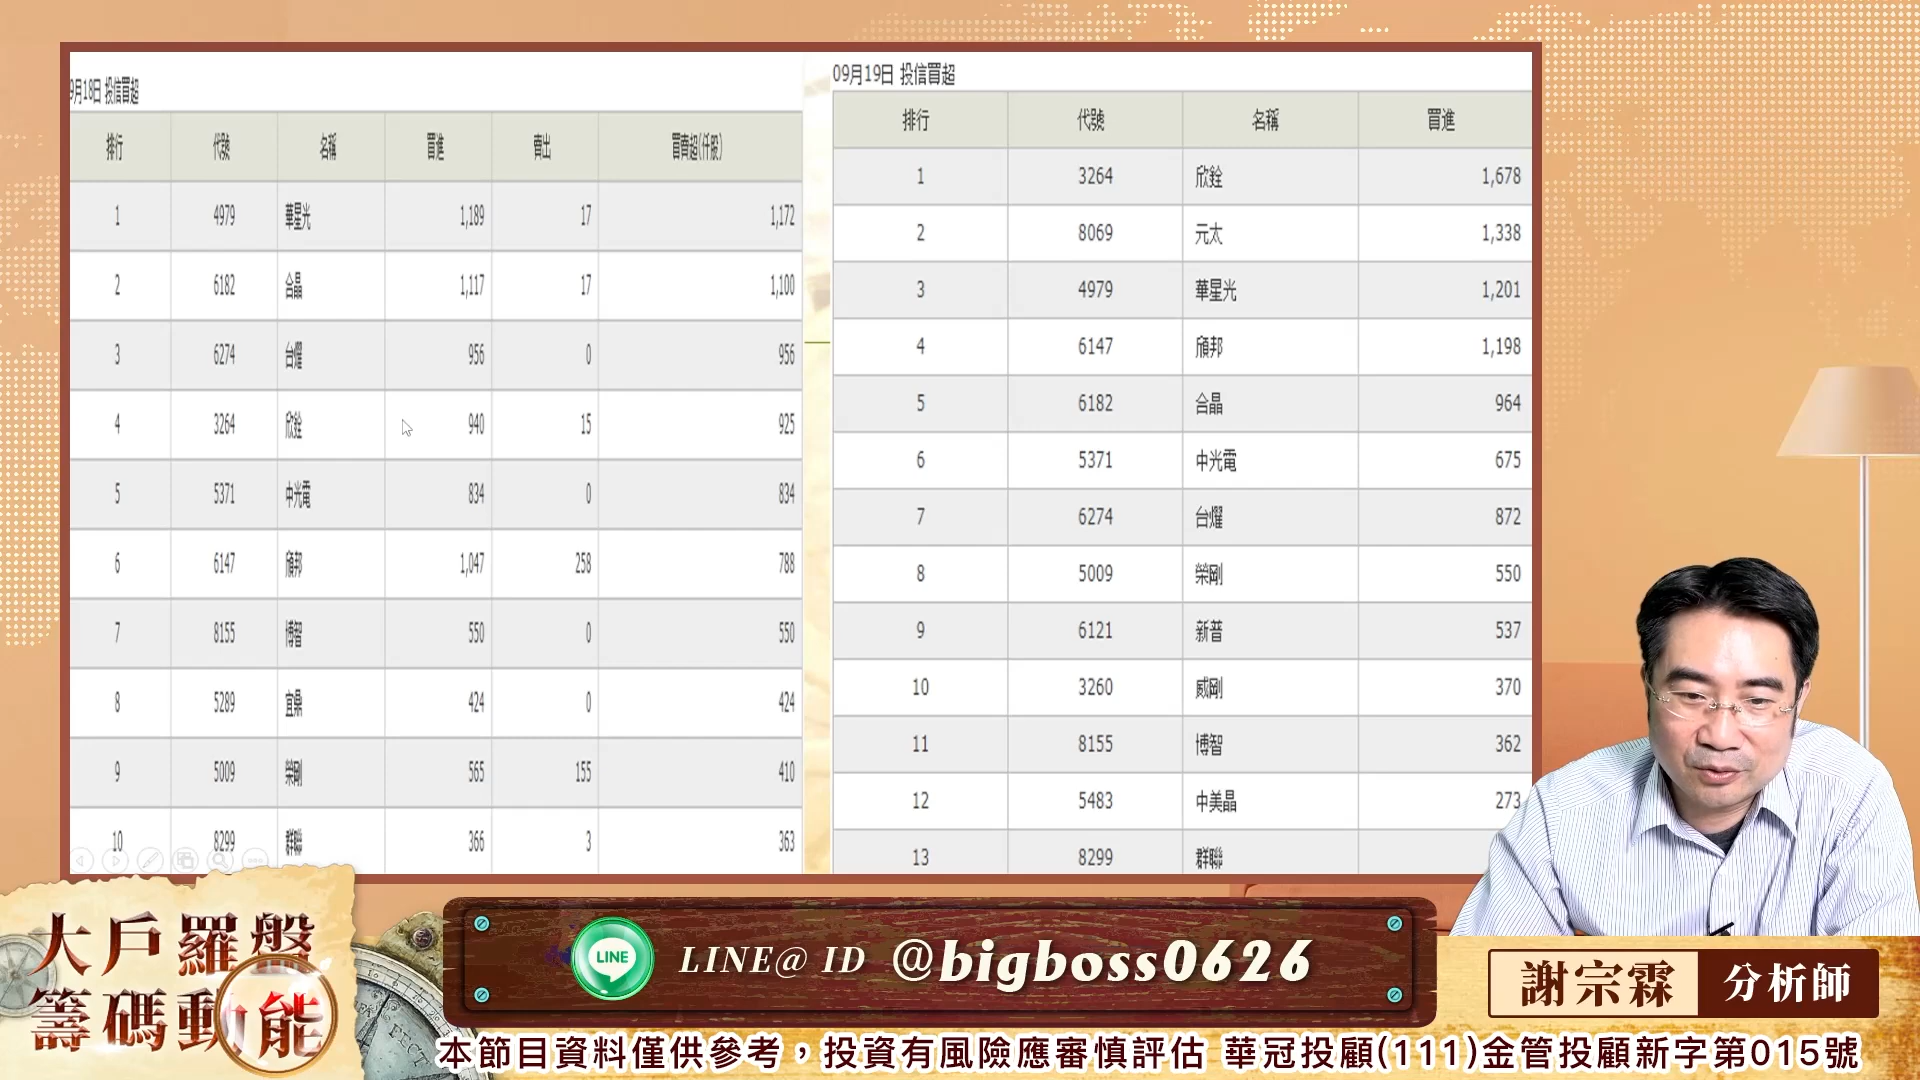 9月18日 投信買超
排行 代號 名稱 買進 賣出 買賣超(仟股)
1 4979 華星光 1,189 17 1,172
2 6182 合晶 1,117 17 1,100
3 6274 台燿 956 0 956
4 3264 欣銓 940 15 925
5 5371 中光電 834 0 834
6 6147 頎邦 1,047 258 788
7 8155 博智 550 0 550
8 5289 宜鼎 424 0 424
9 5009 榮剛 565 155 410
10 8299 群聯 366 3 363
09月19日 投信買超
排行 代號 名稱 買進
1 3264 欣銓 1,678
2 8069 元太 1,338
3 4979 華星光 1,201
4 6147 頎邦 1,198
5 6182 合晶 964
6 5371 中光電 675
7 6274 台燿 872
8 5009 榮剛 550
9 6121 新普 537
10 3260 威剛 370
11 8155 博智 362
12 5483 中美晶 273
13 8299 群聯
大戶羅盤
籌碼動能
LINE LINE@ ID @bigboss0626
謝宗霖 分析師
本節目資料僅供參考，投資有風險應審慎評估 華冠投顧(111)金管投顧新字第015號